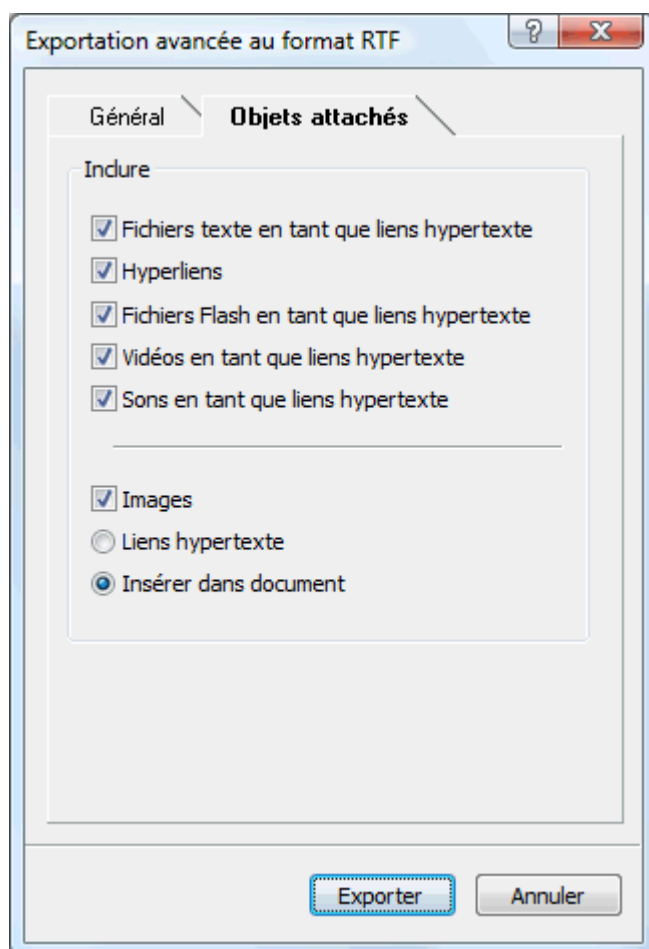 Exportation avancée au format RTF
Général Objets attachés
Inclure
Fichiers texte en tant que liens hypertexte
Hyperliens
Fichiers Flash en tant que liens hypertexte
Vidéos en tant que liens hypertexte
Sons en tant que liens hypertexte
Images
Liens hypertexte
Insérer dans document
Exporter Annuler